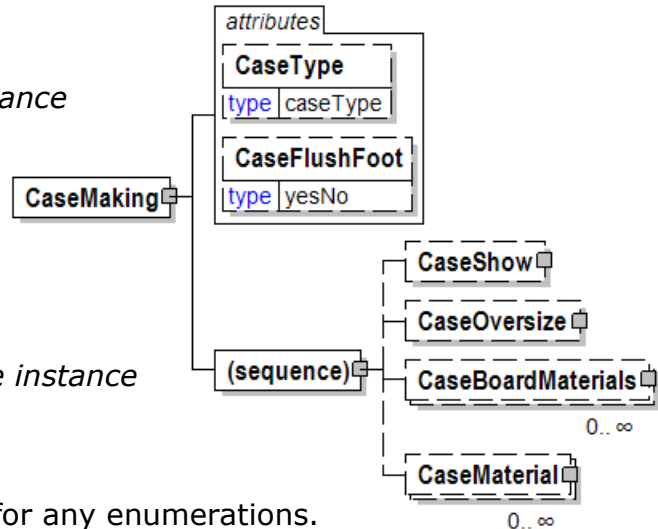 attributes
CaseType
type caseType
CaseFlushFoot
type yesNo
CaseMaking
CaseShow
CaseOversize
(sequence)
CaseBoardMaterials
0.. ∞
instance
CaseMaterial
for any enumerations.
0.. ∞